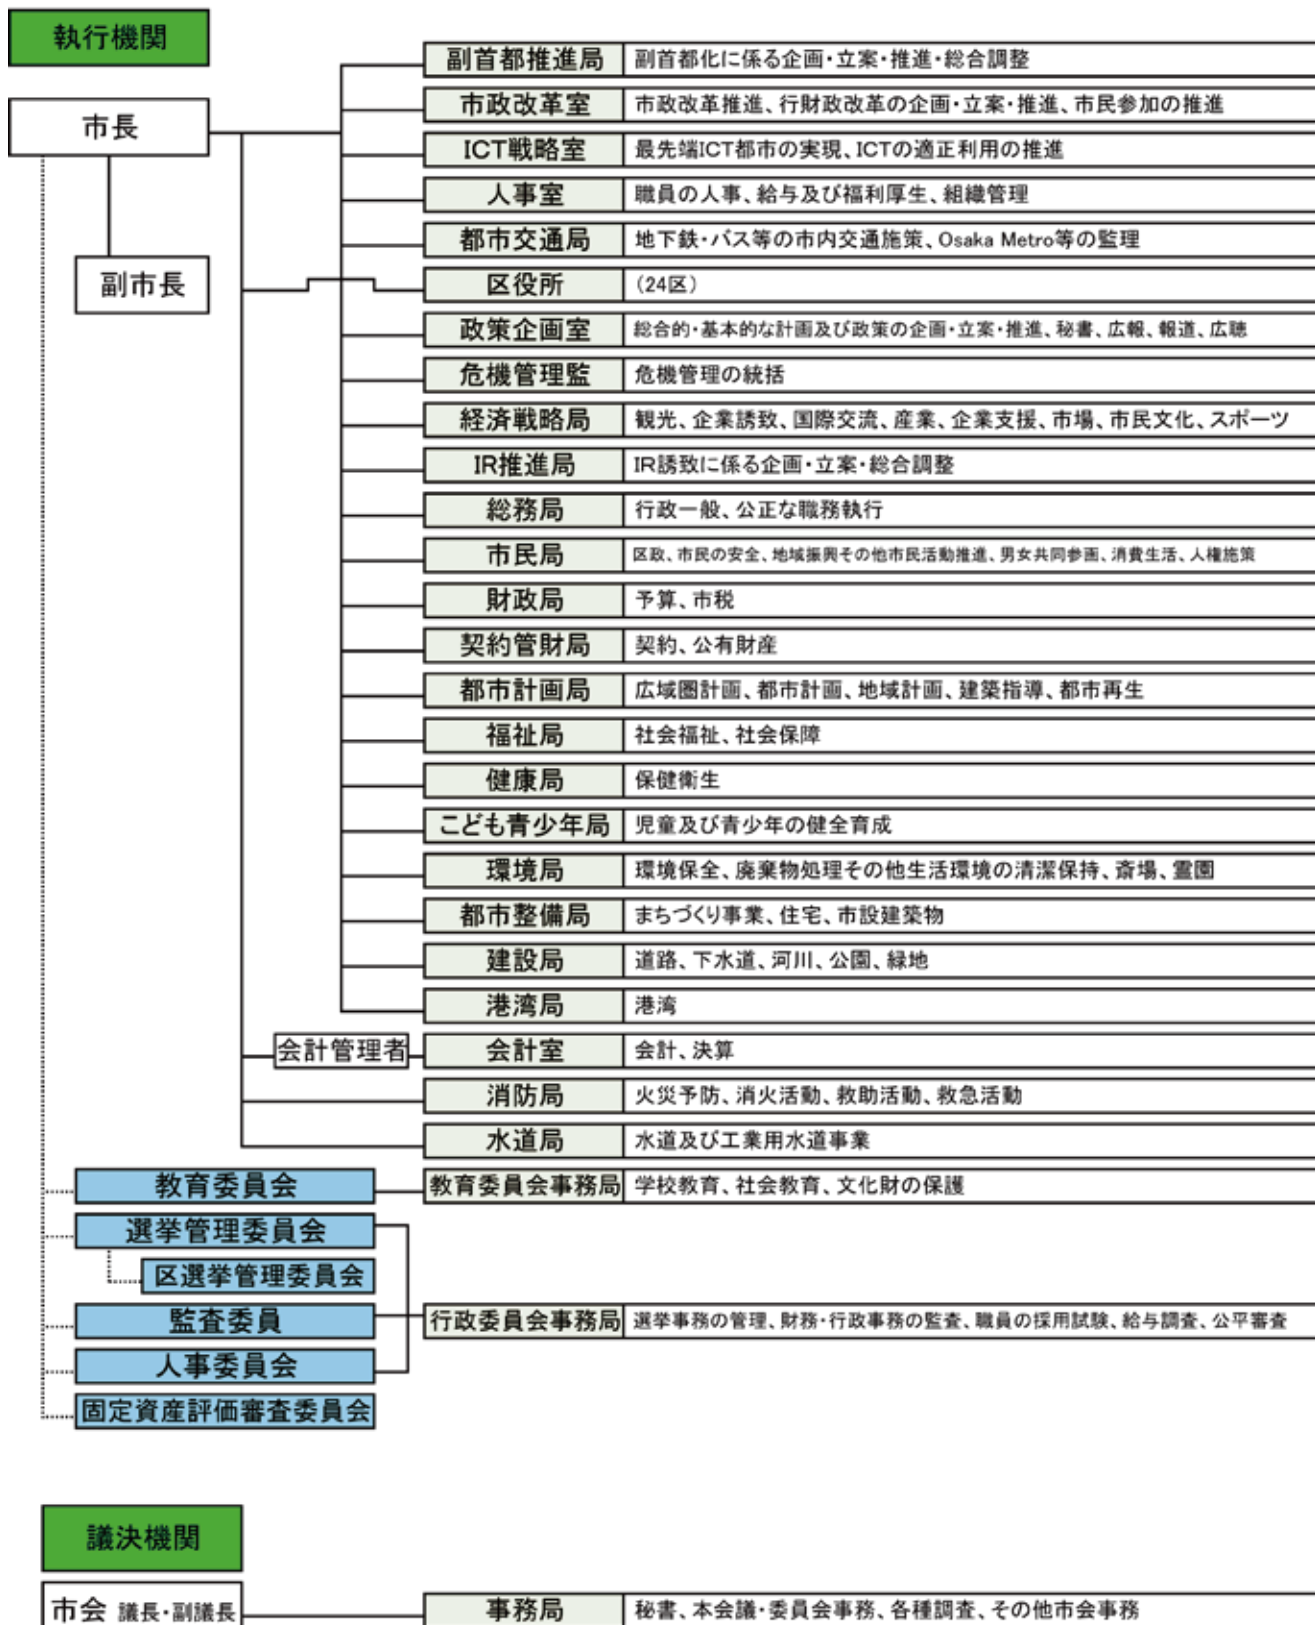 執行機関
市長
副市長
副首都推進局 副首都化に係る企画・立案・推進・総合調整
市政改革室 市政改革推進、行財政改革の企画・立案・推進、市民参加の推進
ICT戦略室 最先端ICT都市の実現、ICTの適正利用の推進
人事室 職員の人事、給与及び福利厚生、組織管理
都市交通局 地下鉄・バス等の市内交通施策、Osaka Metro等の監理
区役所 （24区）
政策企画室 総合的・基本的な計画及び政策の企画・立案・推進、秘書、広報、報道、広聴
危機管理監 危機管理の統括
経済戦略局 観光、企業誘致、国際交流、産業、企業支援、市場、市民文化、スポーツ
IR推進局 IR誘致に係る企画・立案・総合調整
総務局 行政一般、公正な職務執行
市民局 区政、市民の安全、地域振興その他市民活動推進、男女共同参画、消費生活、人権施策
財政局 予算、市税
契約管財局 契約、公有財産
都市計画局 広域圏計画、都市計画、地域計画、建築指導、都市再生
福祉局 社会福祉、社会保障
健康局 保健衛生
こども青少年局 児童及び青少年の健全育成
環境局 環境保全、廃棄物処理その他生活環境の清潔保持、斎場、霊園
都市整備局 まちづくり事業、住宅、市設建築物
建設局 道路、下水道、河川、公園、緑地
港湾局 港湾
会計管理者 会計室 会計、決算
消防局 火災予防、消火活動、救助活動、救急活動
水道局 水道及び工業用水道事業
教育委員会 教育委員会事務局 学校教育、社会教育、文化財の保護
選挙管理委員会
区選挙管理委員会
監査委員 行政委員会事務局 選挙事務の管理、財務・行政事務の監査、職員の採用試験、給与調査、公平審査
人事委員会
固定資産評価審査委員会
議決機関
市会 議長・副議長 事務局 秘書、本会議・委員会事務、各種調査、その他市会事務